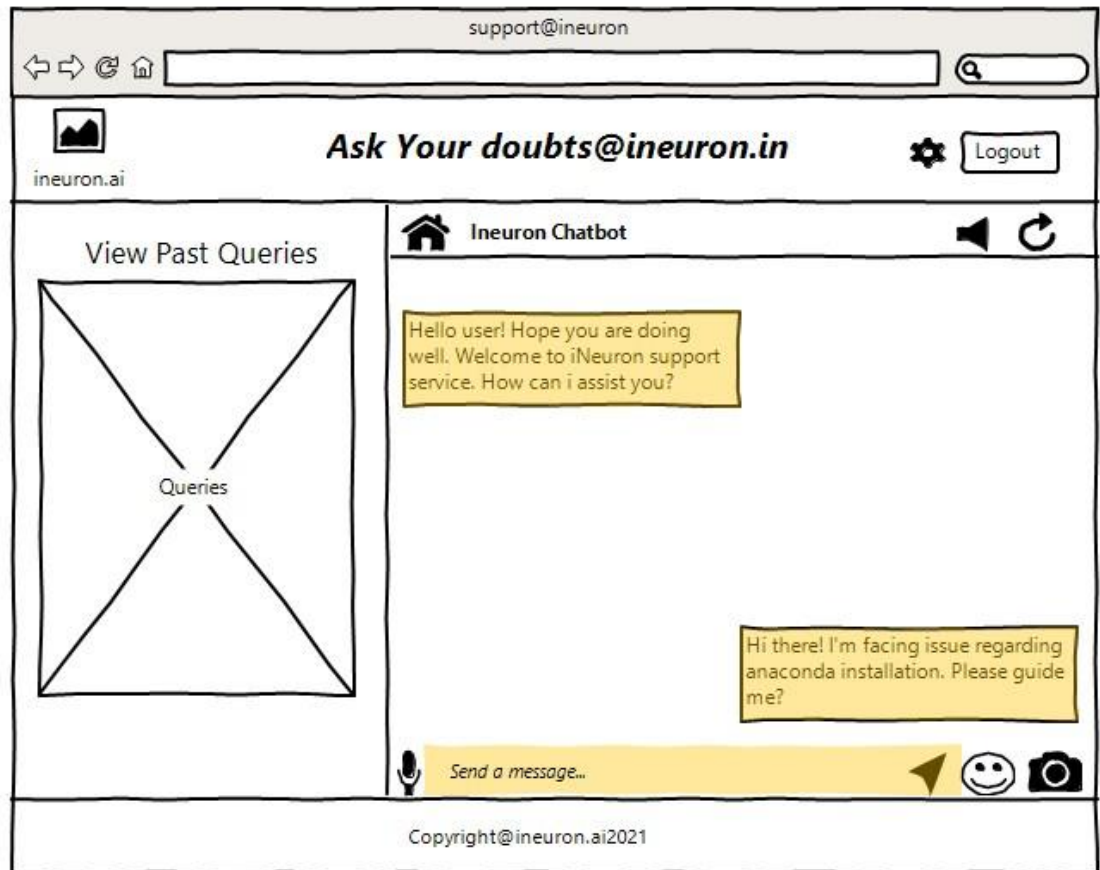 support@ineuron
Ask Your doubts@ineuron.in
Logout
ineuron.ai
View Past Queries
Queries
Ineuron Chatbot
Hello user! Hope you are doing
well. Welcome to iNeuron support
service. How can i assist you?
Hi there! I'm facing issue regarding
anaconda installation. Please guide
me?
Send a message...
Copyright@ineuron.ai2021